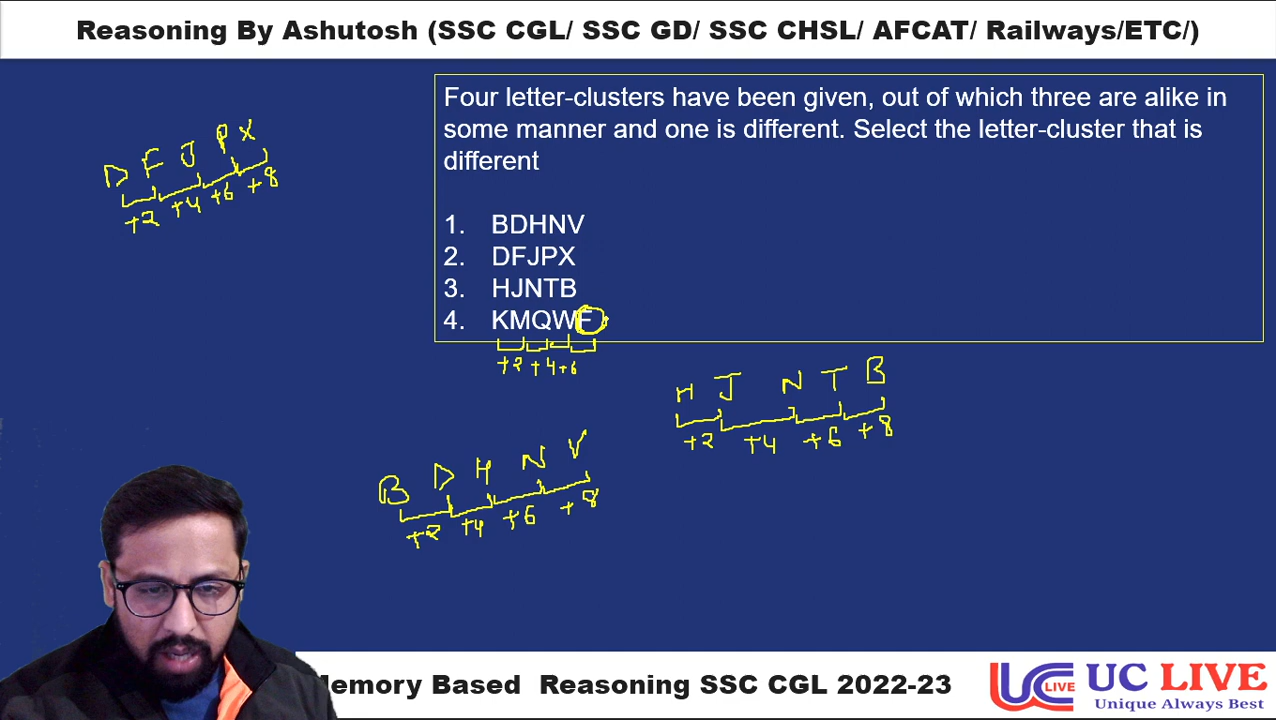 Reasoning By Ashutosh (SSC CGL/ SSC GD/ SSC CHSL/ AFCAT/ Railways/ETC/)
Four letter-clusters have been given, out of which three are alike in
some manner and one is different. Select the letter-cluster that is
different
1. BDHNV
2. DFJPX
3. HJNTB
4. KMQWF
+2 +4 +6
D F J P X
+2 +4 +6 +8
H J N T B
+2 +4 +6 +8
B D H N V
+2 +4 +6 +8
Memory Based Reasoning SSC CGL 2022-23
UC LIVE
LIVE
Unique Always Best